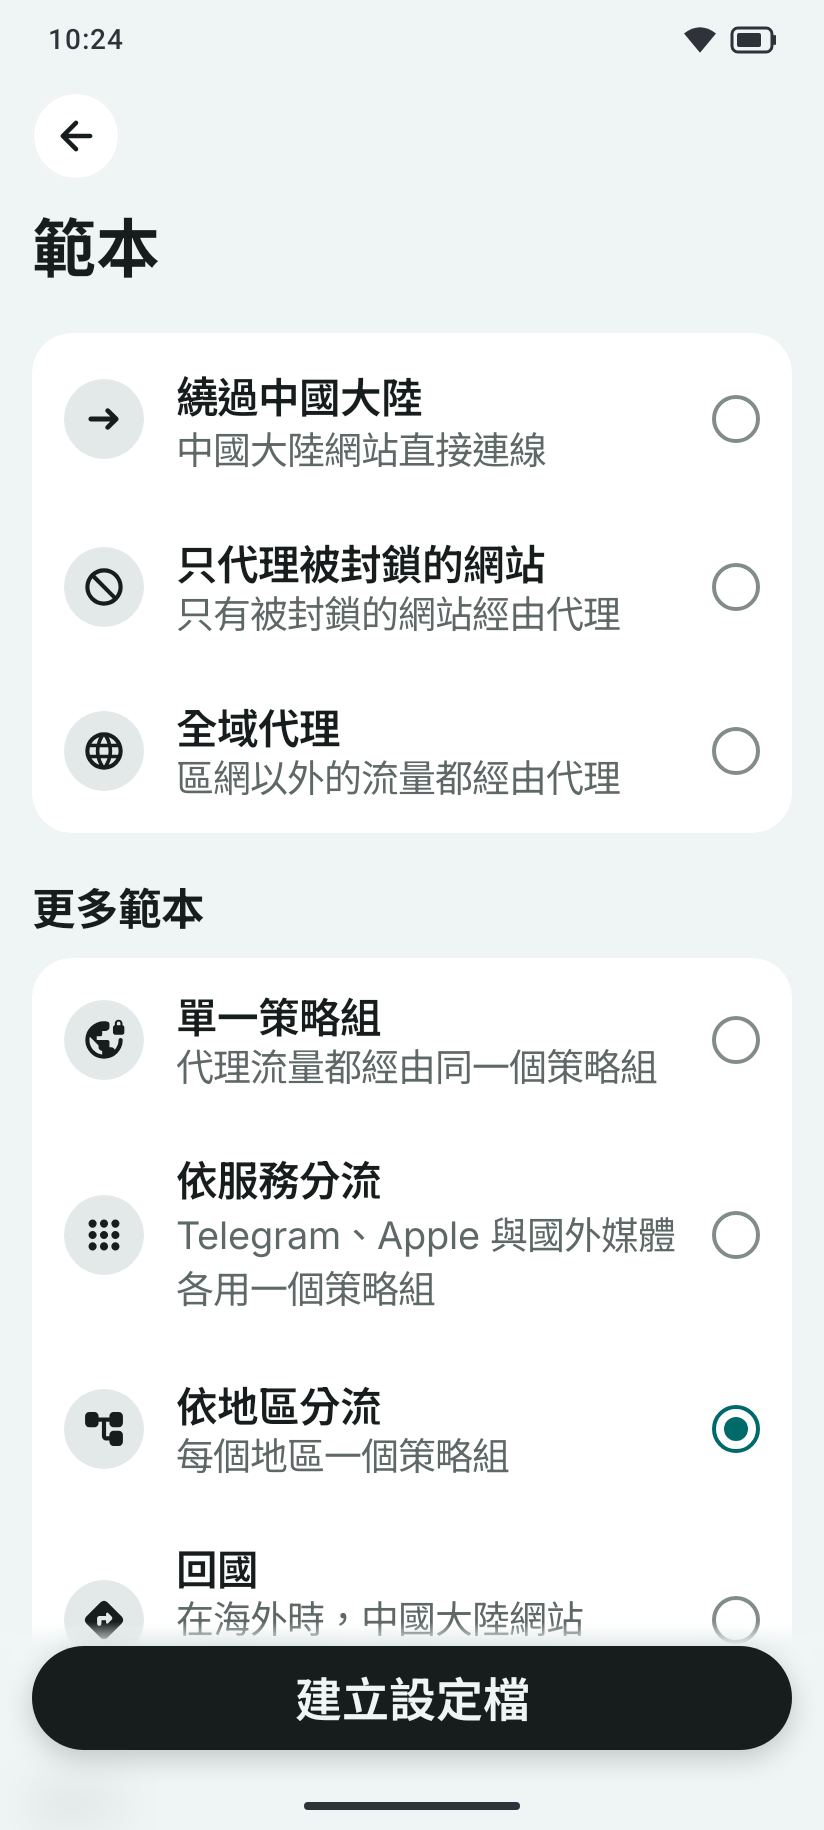 10:24
範本
繞過中國大陸
中國大陸網站直接連線
只代理被封鎖的網站
只有被封鎖的網站經由代理
全域代理
區網以外的流量都經由代理
更多範本
單一策略組
代理流量都經由同一個策略組
依服務分流
Telegram、Apple 與國外媒體
各用一個策略組
依地區分流
每個地區一個策略組
回國
在海外時，中國大陸網站
建立設定檔